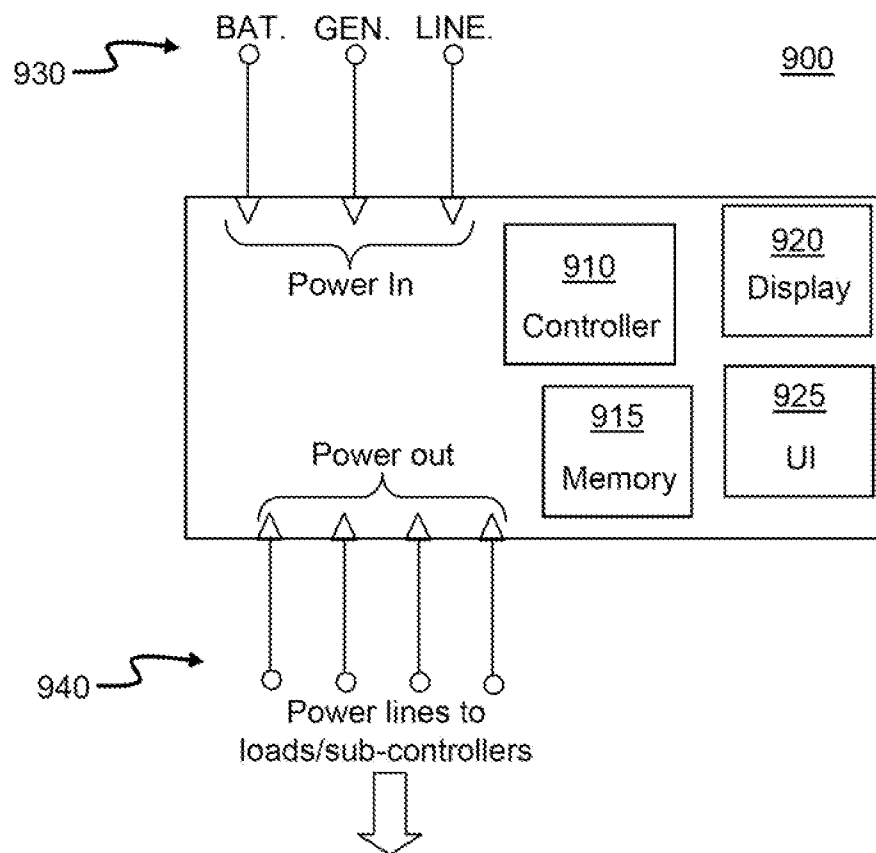 BAT. GEN. LINE.
930
900
Power In
910
Controller
920
Display
915
Memory
925
UI
Power out
940
Power lines to
loads/sub-controllers